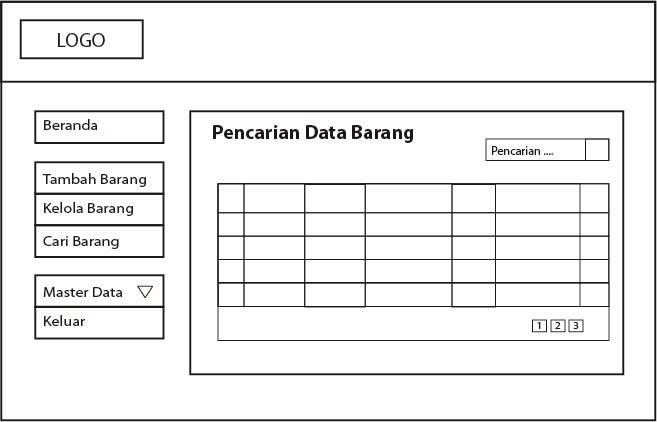 LOGO
Beranda
Tambah Barang
Kelola Barang
Cari Barang
Master Data
Keluar
Pencarian Data Barang
Pencarian ....
1 2 3